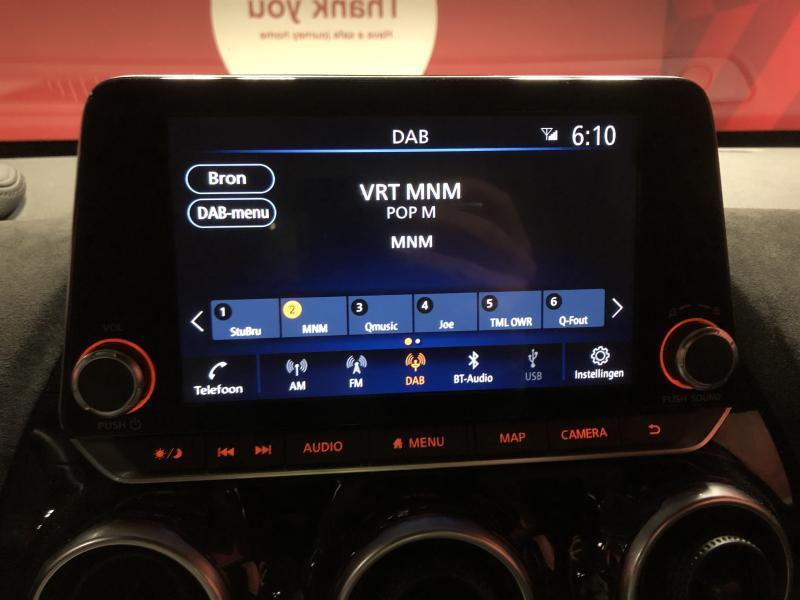 Thank you
Have a safe journey home
DAB
6:10
Bron
DAB-menu
VRT MNM
POP M
MNM
1 StuBru
2 MNM
3 Qmusic
4 Joe
5 TML OWR
6 Q-Fout
Telefoon
AM
FM
DAB
BT-Audio
USB
Instellingen
VOL
PUSH
PUSH SOUND
AUDIO
MENU
MAP
CAMERA